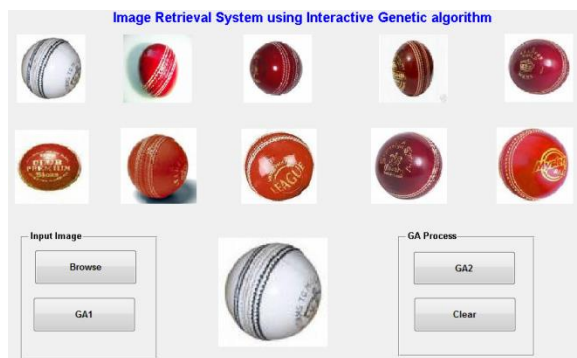 Image Retrieval System using Interactive Genetic algorithm
LEAGUE
Input Image
Browse
GA1
GA Process
GA2
Clear